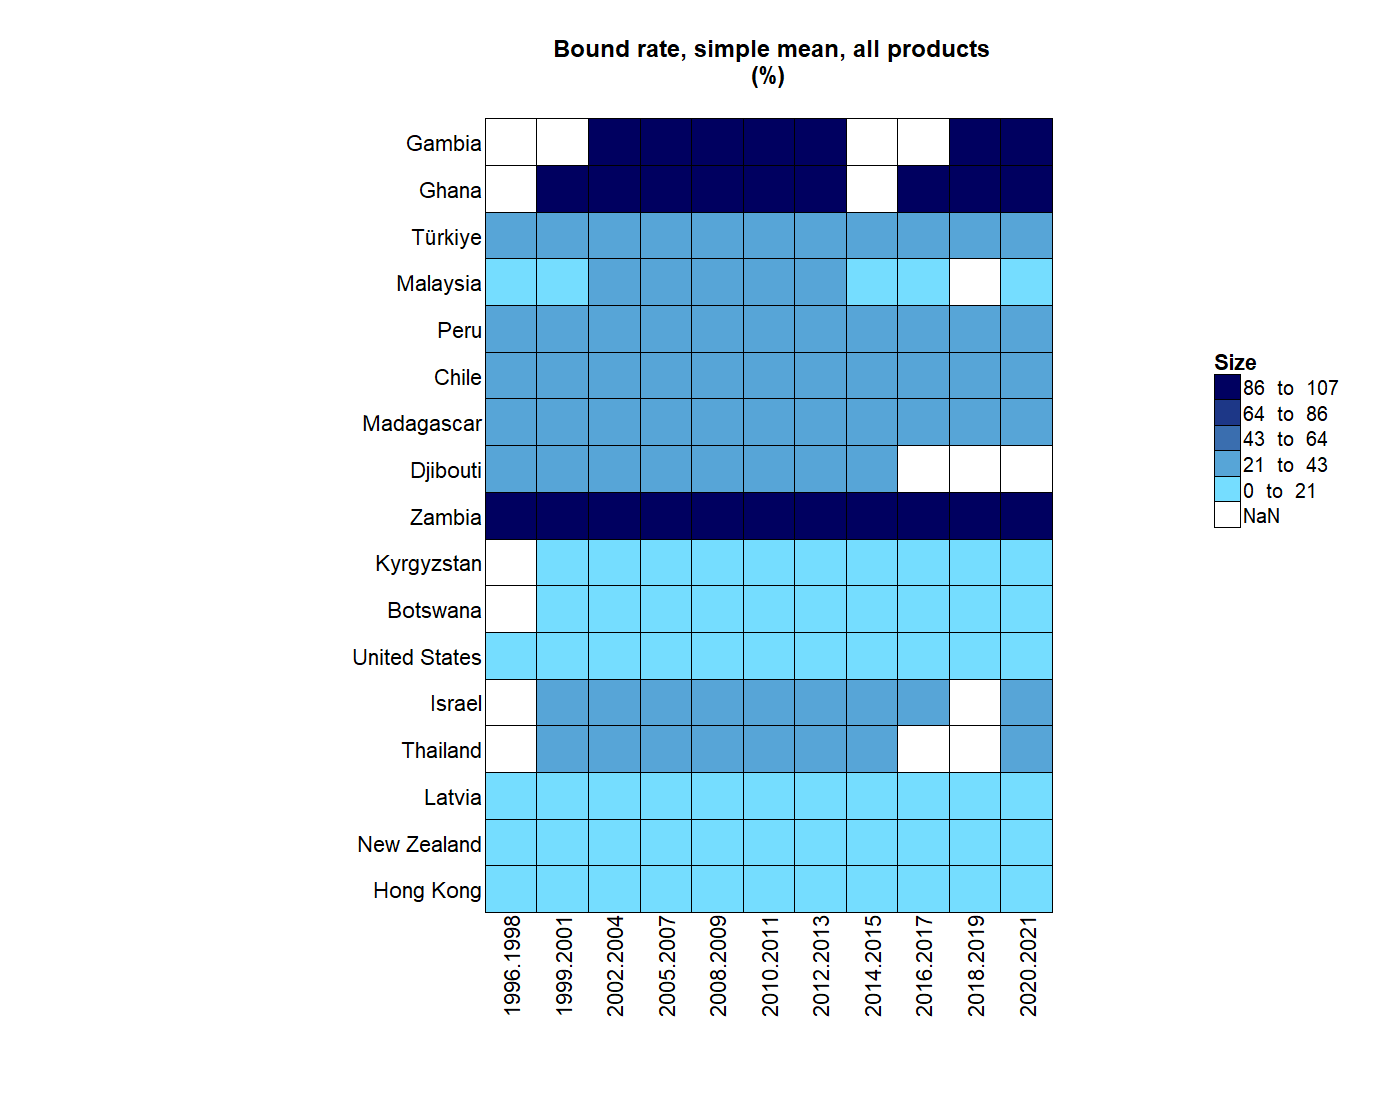 Bound rate, simple mean, all products
(%)
Gambia
Ghana
Türkiye
Malaysia
Peru
Chile
Madagascar
Djibouti
Zambia
Kyrgyzstan
Botswana
United States
Israel
Thailand
Latvia
New Zealand
Hong Kong
1996.1998
1999.2001
2002.2004
2005.2007
2008.2009
2010.2011
2012.2013
2014.2015
2016.2017
2018.2019
2020.2021
Size
86 to 107
64 to 86
43 to 64
21 to 43
0 to 21
NaN